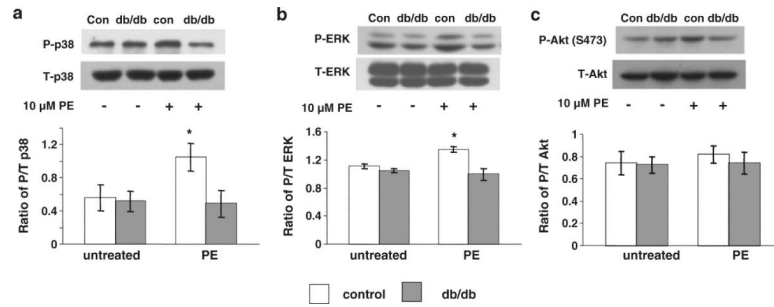 a
Con db/db Con db/db
P-p38
T-p38
10 μM PE - - + +
Ratio of P/T p38
1.2
0.8
0.4
0
*
untreated PE
b
Con db/db Con db/db
P-ERK
T-ERK
10 μM PE - - + +
Ratio of P/T ERK
1.6
1.2
0.8
0.4
0
*
untreated PE
c
Con db/db Con db/db
P-Akt (S473)
T-Akt
10 μM PE - - + +
Ratio of P/T Akt
1
0.8
0.6
0.4
0.2
0
untreated PE
control db/db